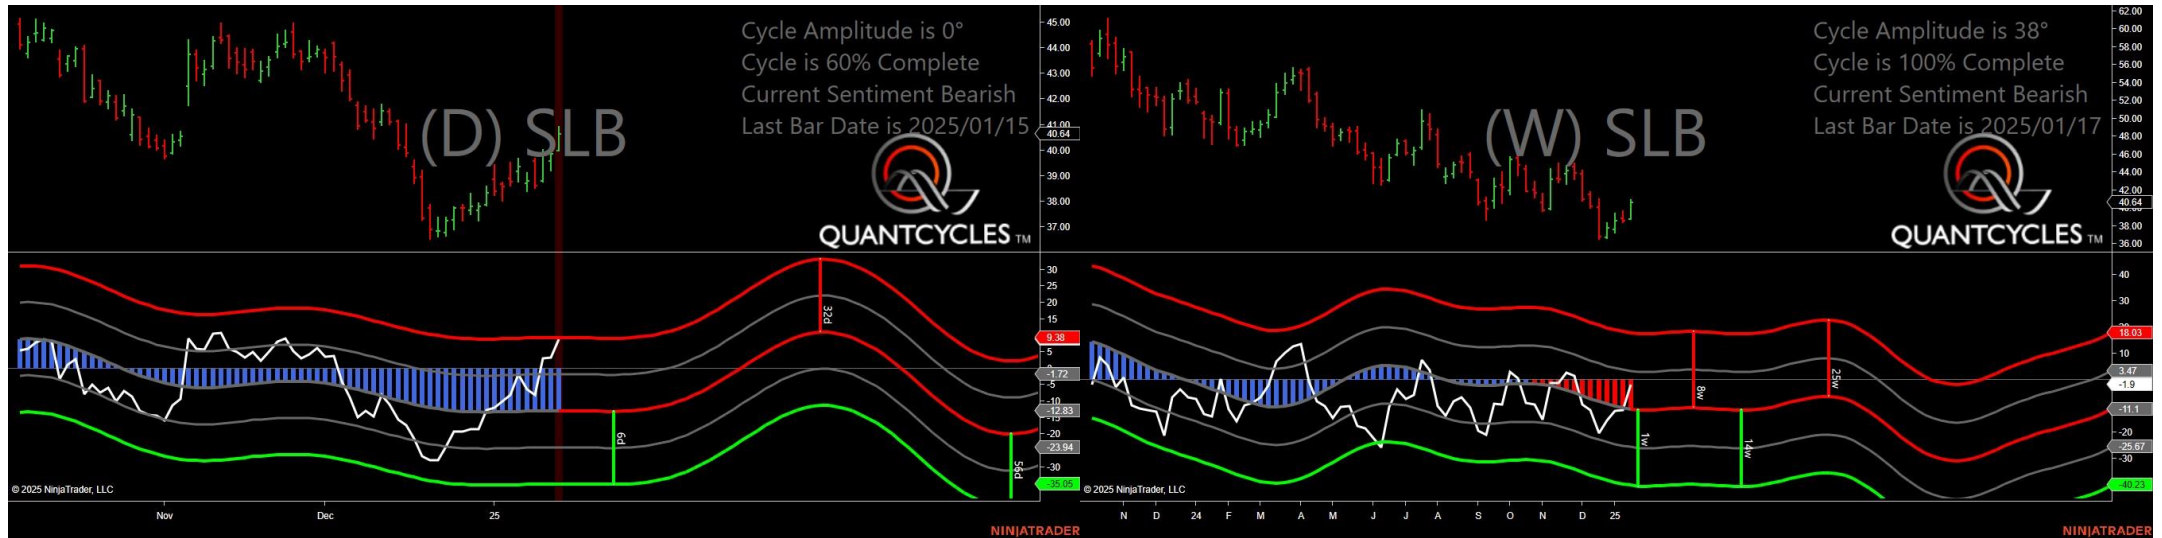 Cycle Amplitude is 0°
Cycle is 60% Complete
Current Sentiment Bearish
Last Bar Date is 2025/01/15
(D) SLB
QUANTCYCLES TM
45.00
44.00
43.00
42.00
41.00
40.64
40.00
39.00
38.00
37.00
30
25
20
15
9.38
5
-1.72
-5
-12.83
-20
-23.94
-30
-35.05
32d
6d
56d
© 2025 NinjaTrader, LLC
Nov
Dec
25
NINJATRADER
Cycle Amplitude is 38°
Cycle is 100% Complete
Current Sentiment Bearish
Last Bar Date is 2025/01/17
(W) SLB
QUANTCYCLES TM
62.00
60.00
58.00
56.00
54.00
52.00
50.00
48.00
46.00
44.00
42.00
40.64
38.00
36.00
40
30
18.03
10
3.47
-1.9
-11.1
-20
-25.67
-30
-40.23
8w
25w
1w
14w
© 2025 NinjaTrader, LLC
N D 24 F M A M J J A S O N D 25
NINJATRADER